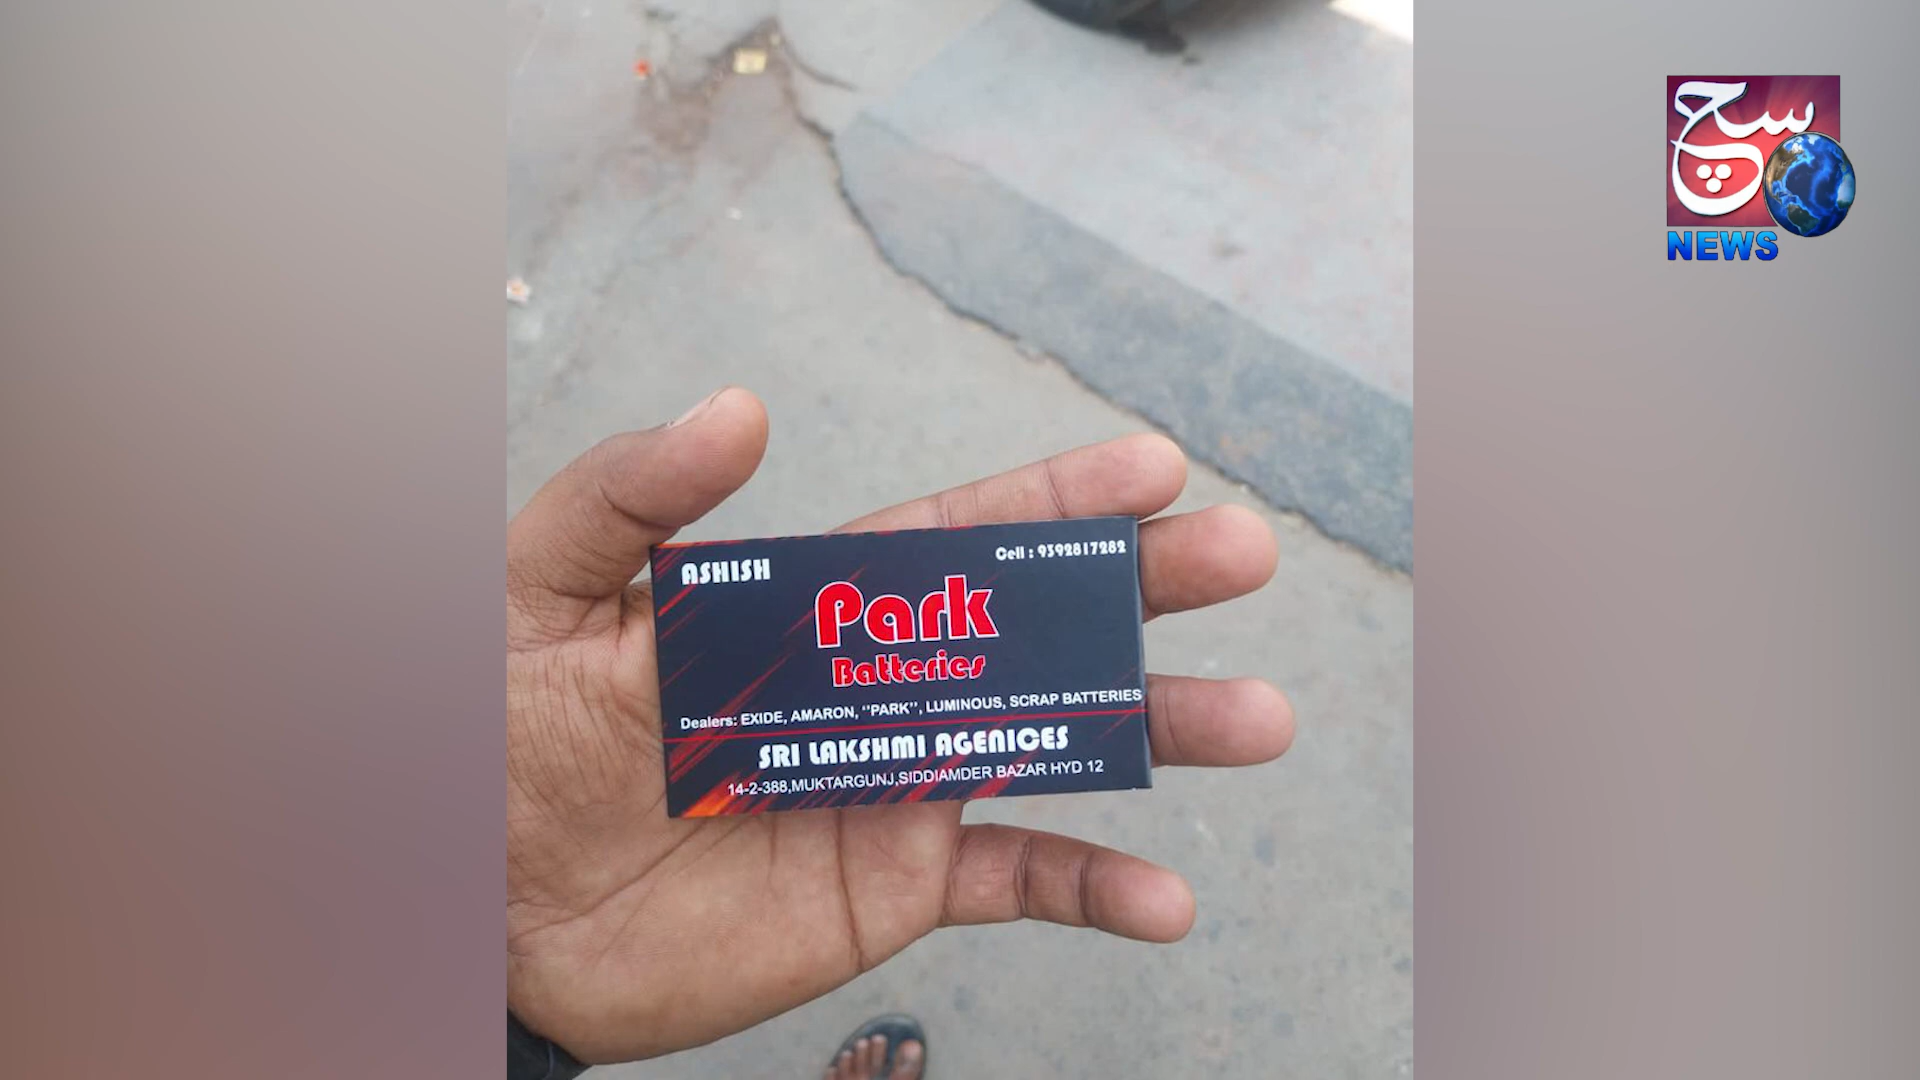 سچ
NEWS
ASHISH
Cell : 9392817282
Park
Batteries
Dealers: EXIDE, AMARON, "PARK", LUMINOUS, SCRAP BATTERIES
SRI LAKSHMI AGENICES
14-2-388,MUKTARGUNJ,SIDDIAMDER BAZAR HYD 12